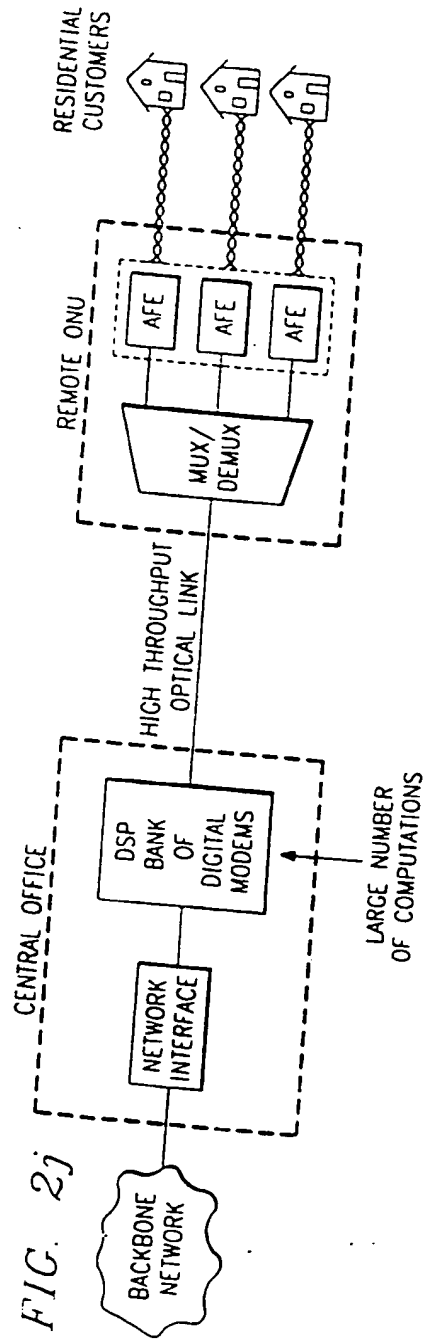 FIG. 2j
BACKBONE
NETWORK
CENTRAL OFFICE
NETWORK
INTERFACE
DSP
BANK
OF
DIGITAL
MODEMS
LARGE NUMBER
OF COMPUTATIONS
HIGH THROUGHPUT
OPTICAL LINK
REMOTE ONU
MUX/
DEMUX
AFE
AFE
AFE
RESIDENTIAL
CUSTOMERS